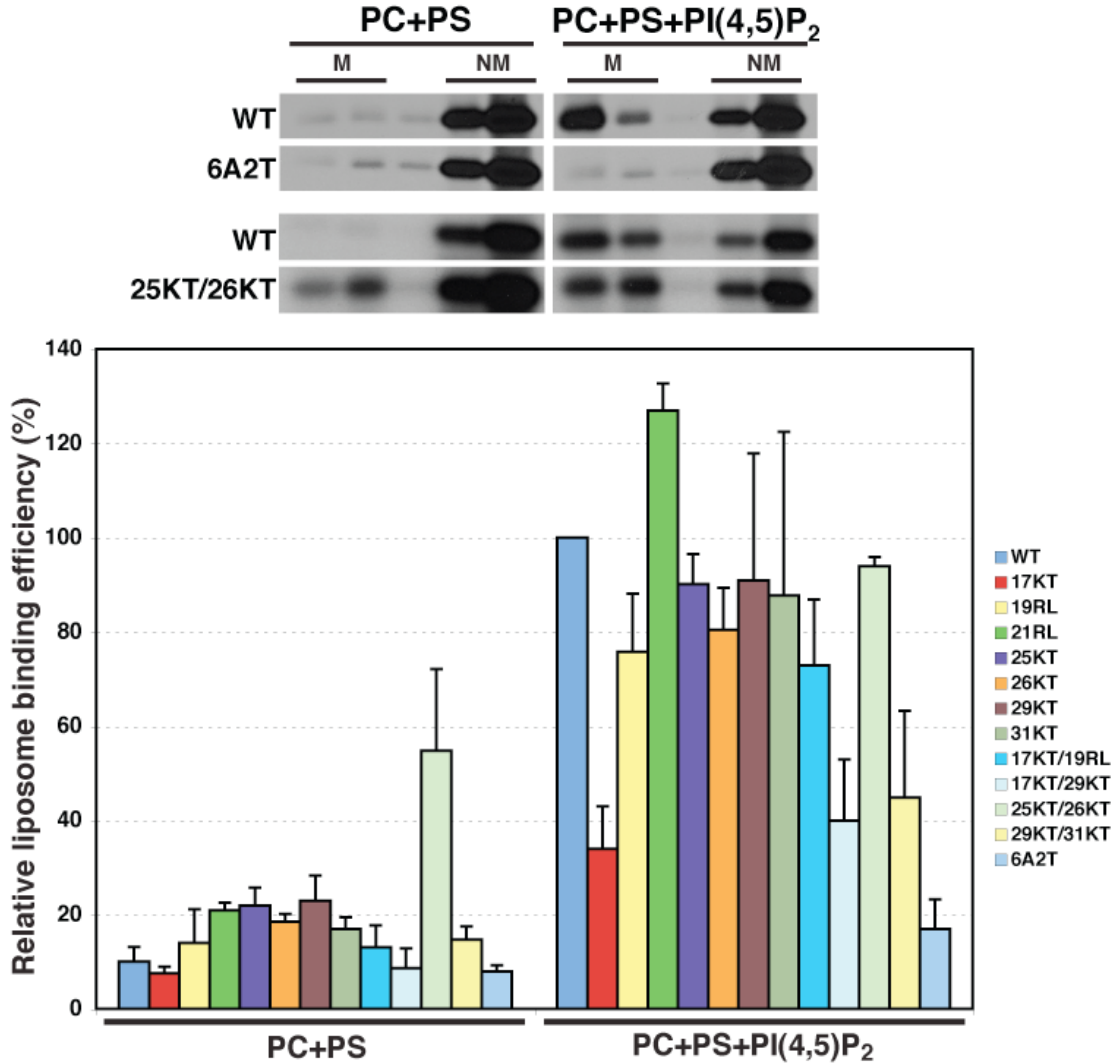 PC+PS PC+PS+PI(4,5)P₂
M NM M NM
WT
6A2T
WT
25KT/26KT
Relative liposome binding efficiency (%)
140
120
100
80
60
40
20
0
WT
17KT
19RL
21RL
25KT
26KT
29KT
31KT
17KT/19RL
17KT/29KT
25KT/26KT
29KT/31KT
6A2T
PC+PS PC+PS+PI(4,5)P₂